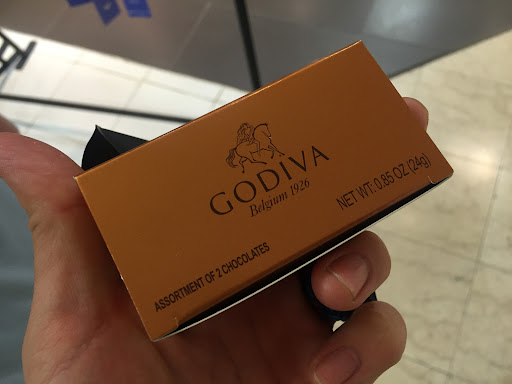 GODIVA
Belgium 1926
ASSORTMENT OF 2 CHOCOLATES
NET WT: 0.85 OZ (24g)